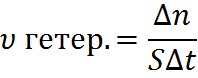 υ гетер. = Δn / SΔt